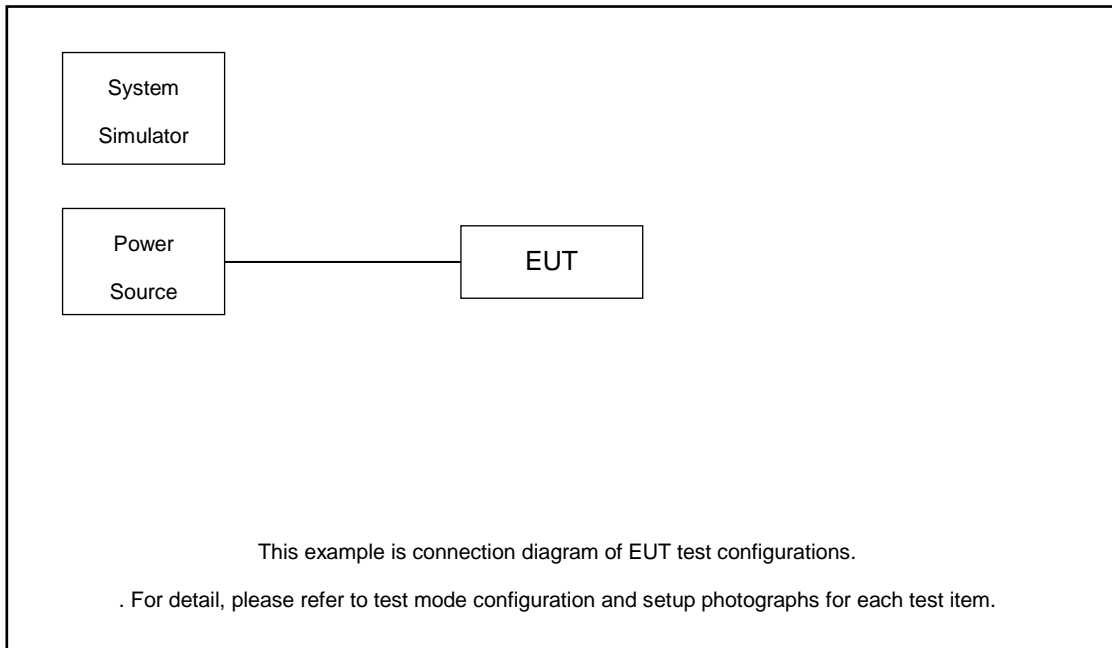 System
Simulator
Power
Source
EUT
This example is connection diagram of EUT test configurations.
. For detail, please refer to test mode configuration and setup photographs for each test item.